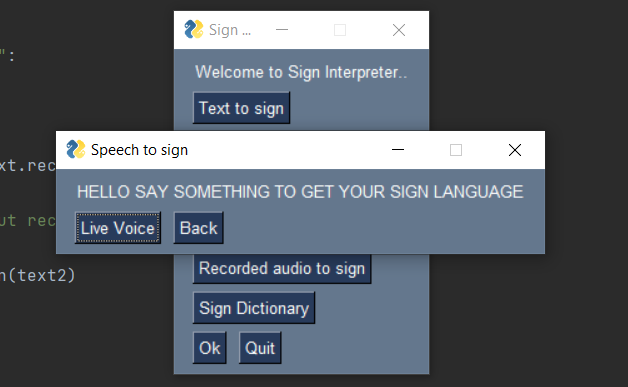 ":
Sign ...
Welcome to Sign Interpreter..
Text to sign
Speech to sign
xt.rec
HELLO SAY SOMETHING TO GET YOUR SIGN LANGUAGE
Live Voice Back
ut rec
Recorded audio to sign
n(text2)
Sign Dictionary
Ok Quit